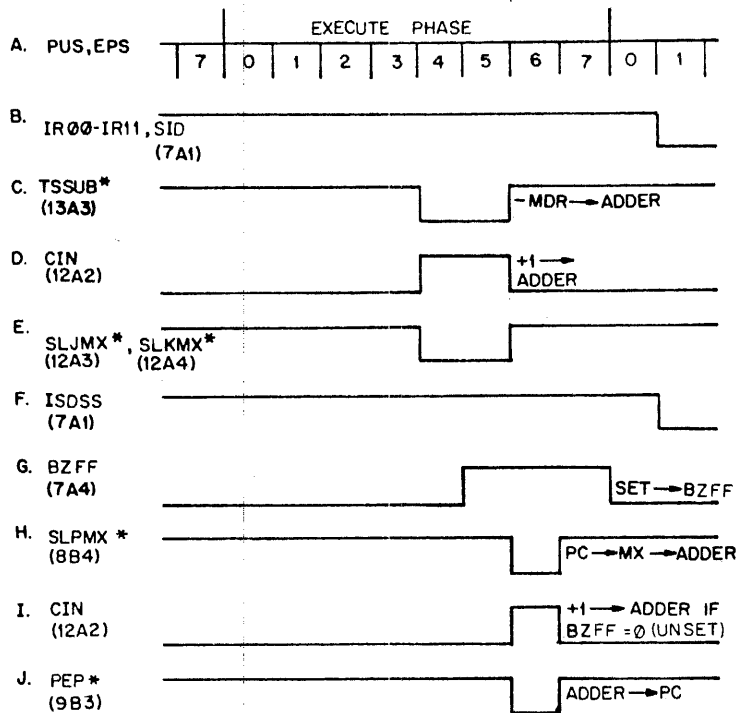 EXECUTE PHASE
A. PUS,EPS
7 0 1 2 3 4 5 6 7 0 1
B. IRØØ-IR11, SID
(7A1)
C. TSSUB*
(13A3)
-MDR→ADDER
D. CIN
(12A2)
+1→
ADDER
E. SLJMX*, SLKMX*
(12A3) (12A4)
F. ISDSS
(7A1)
G. BZFF
(7A4)
SET→BZFF
H. SLPMX *
(8B4)
PC→MX→ADDER
I. CIN
(12A2)
+1→ADDER IF
BZFF =Ø (UNSET)
J. PEP*
(9B3)
ADDER→PC